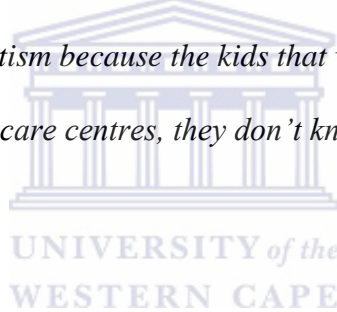 tism because the kids that
care centres, they don't kn
UNIVERSITY of the
WESTERN CAPE